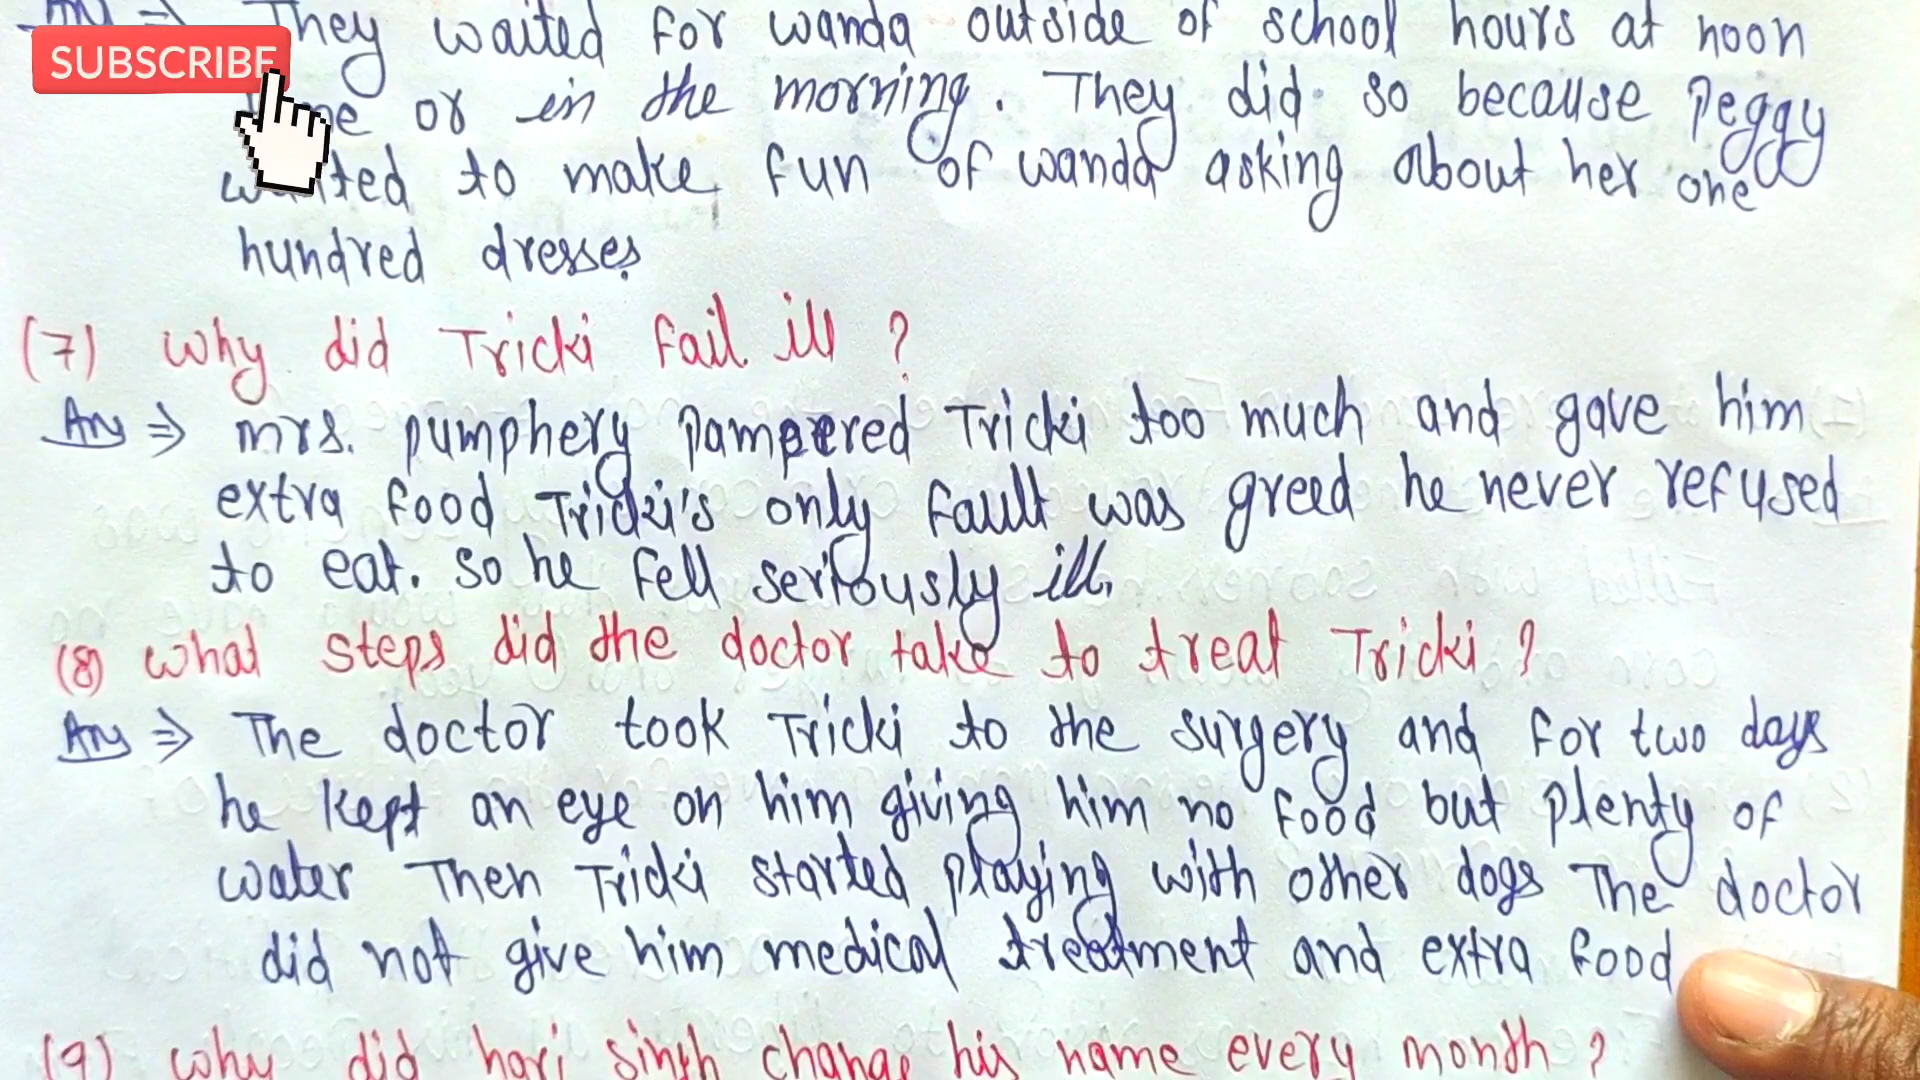 They waited for wanda outside of school hours at noon
SUBSCRIBE
or in the morning. They did so because Peggy
to make fun of wanda asking about her one
hundred dresses
(7) why did Tricki fail ill ?
Ans ⇒ mrs. pumphery pampered Tricki too much and gave him
extra food Tricki's only fault was greed he never refused
to eat. so he fell seriously ill.
(8) what steps did the doctor take to treat Tricki ?
Ans ⇒ The doctor took Tricki to the surgery and for two days
he kept an eye on him giving him no food but plenty of
water Then Tricki started playing with other dogs The doctor
did not give him medical treatment and extra food
(9) why did hari singh change his name every month ?